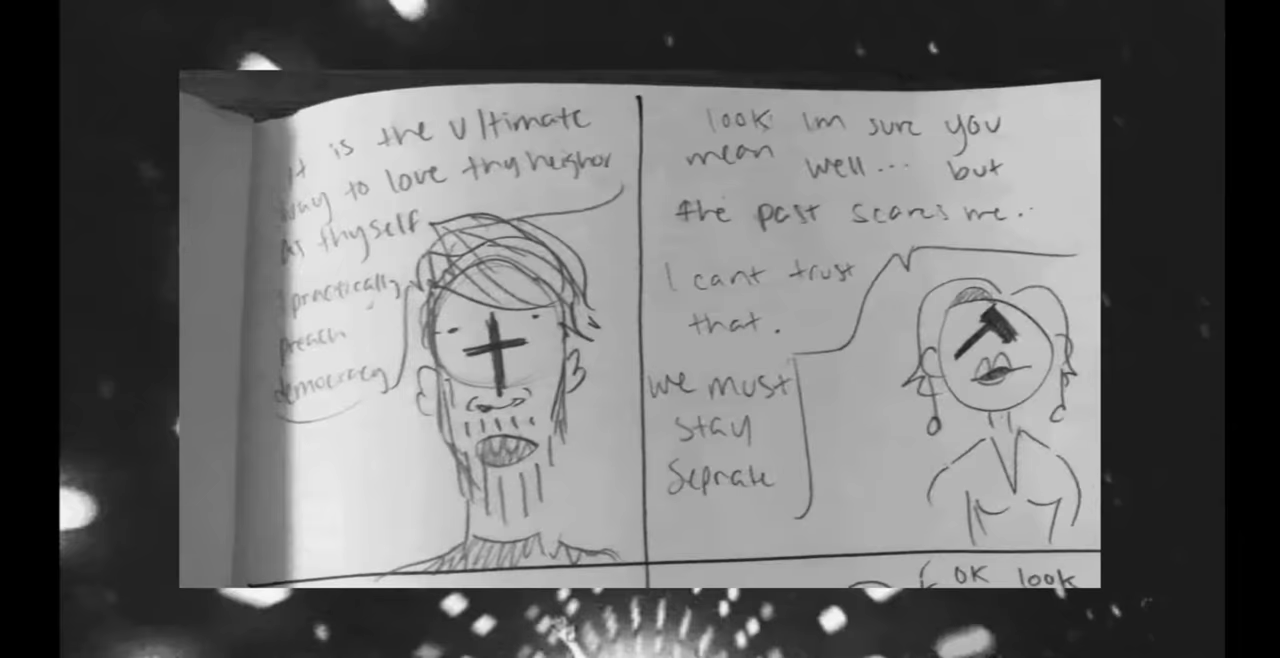 It is the ultimate
way to love thy neighor
as thyself
I practically
preach
democracy
look im sure you
mean well... but
the past scares me..
I cant trust
that.
we must
stay
seprate
OK look